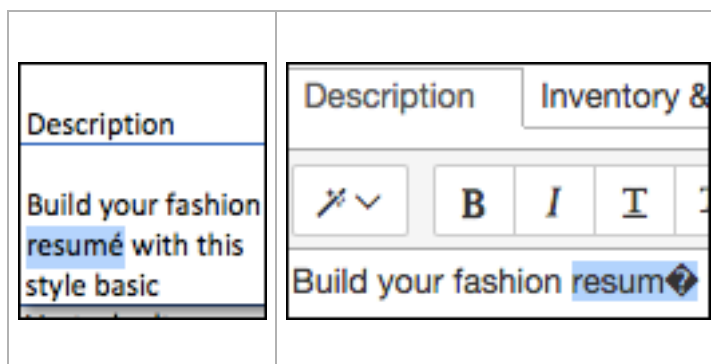 Description
Build your fashion
resumé with this
style basic
Description
Inventory &
B I T
Build your fashion resum�